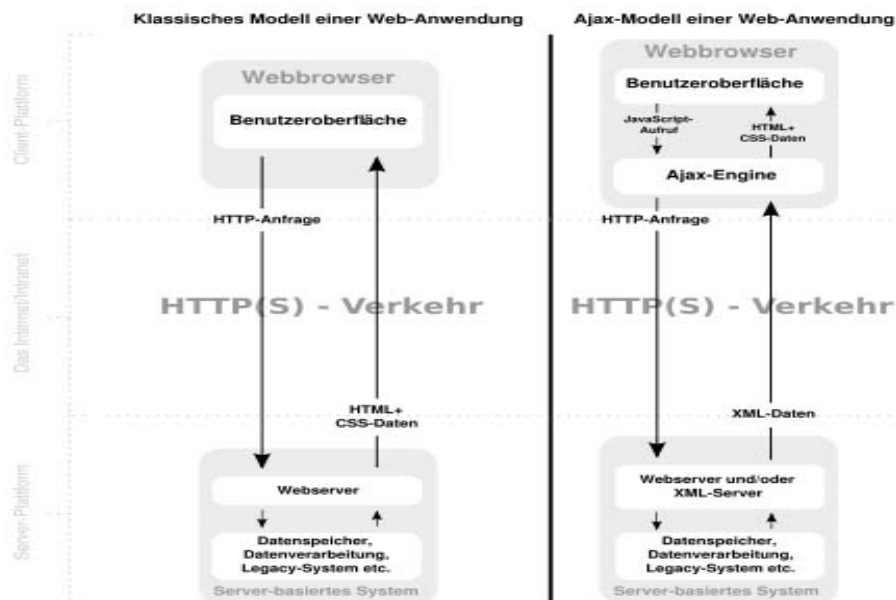 Klassisches Modell einer Web-Anwendung
Webbrowser
Benutzeroberfläche
HTTP-Anfrage
HTTP(S) - Verkehr
HTML+
CSS-Daten
Webserver
Datenspeicher,
Datenverarbeitung,
Legacy-System etc.
Server-basiertes System
Ajax-Modell einer Web-Anwendung
Webbrowser
Benutzeroberfläche
JavaScript-
Aufruf
HTML+
CSS-Daten
Ajax-Engine
HTTP-Anfrage
HTTP(S) - Verkehr
XML-Daten
Webserver und/oder
XML-Server
Datenspeicher,
Datenverarbeitung,
Legacy-System etc.
Server-basiertes System
Client-Plattform
Das Internet/Intranet
Server-Plattform